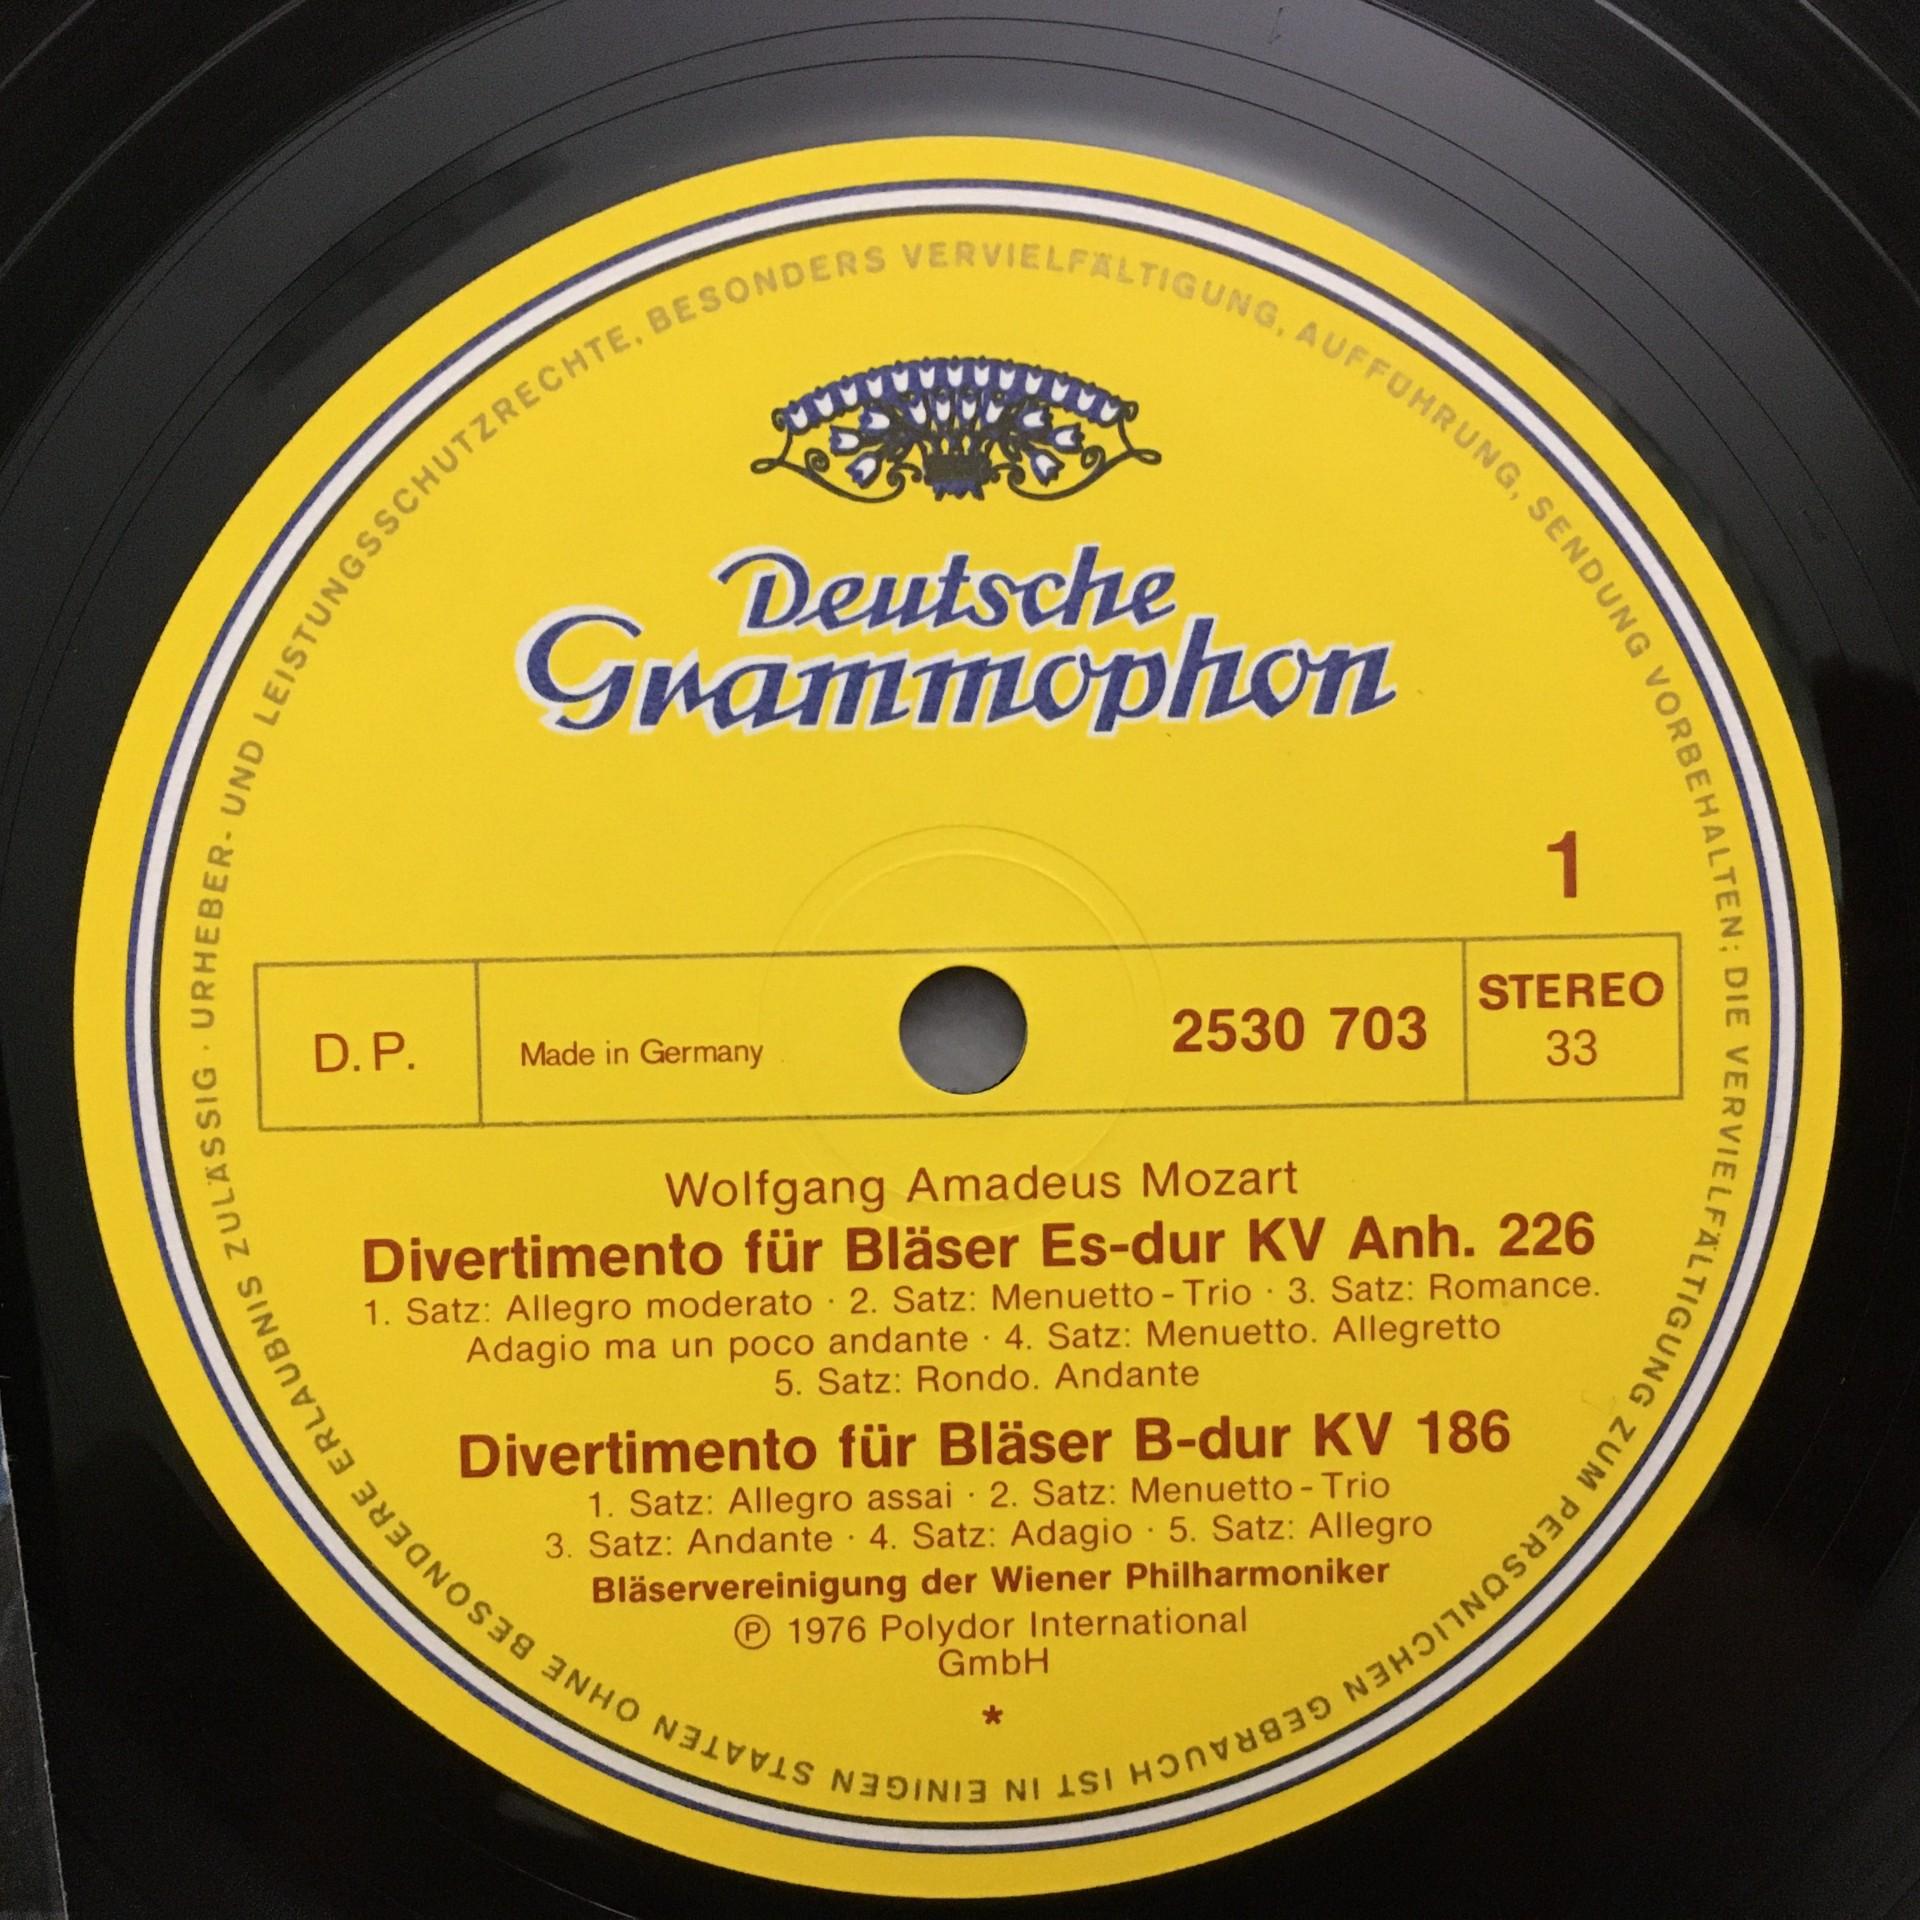 URHEBER- UND LEISTUNGSSCHUTZRECHTE, BESONDERS VERVIELFÄLTIGUNG, AUFFÜHRUNG, SENDUNG VORBEHALTEN; DIE VERVIELFÄLTIGUNG ZUM PERSÖNLICHEN GEBRAUCH IST IN EINIGEN STAATEN OHNE BESONDERE ERLAUBNIS ZULÄSSIG ·
Deutsche
Grammophon
1
D. P.
Made in Germany
2530 703
STEREO
33
Wolfgang Amadeus Mozart
Divertimento für Bläser Es-dur KV Anh. 226
1. Satz: Allegro moderato · 2. Satz: Menuetto - Trio · 3. Satz: Romance.
Adagio ma un poco andante · 4. Satz: Menuetto. Allegretto
5. Satz: Rondo. Andante
Divertimento für Bläser B-dur KV 186
1. Satz: Allegro assai · 2. Satz: Menuetto - Trio
3. Satz: Andante · 4. Satz: Adagio · 5. Satz: Allegro
Bläservereinigung der Wiener Philharmoniker
℗ 1976 Polydor International
GmbH
*